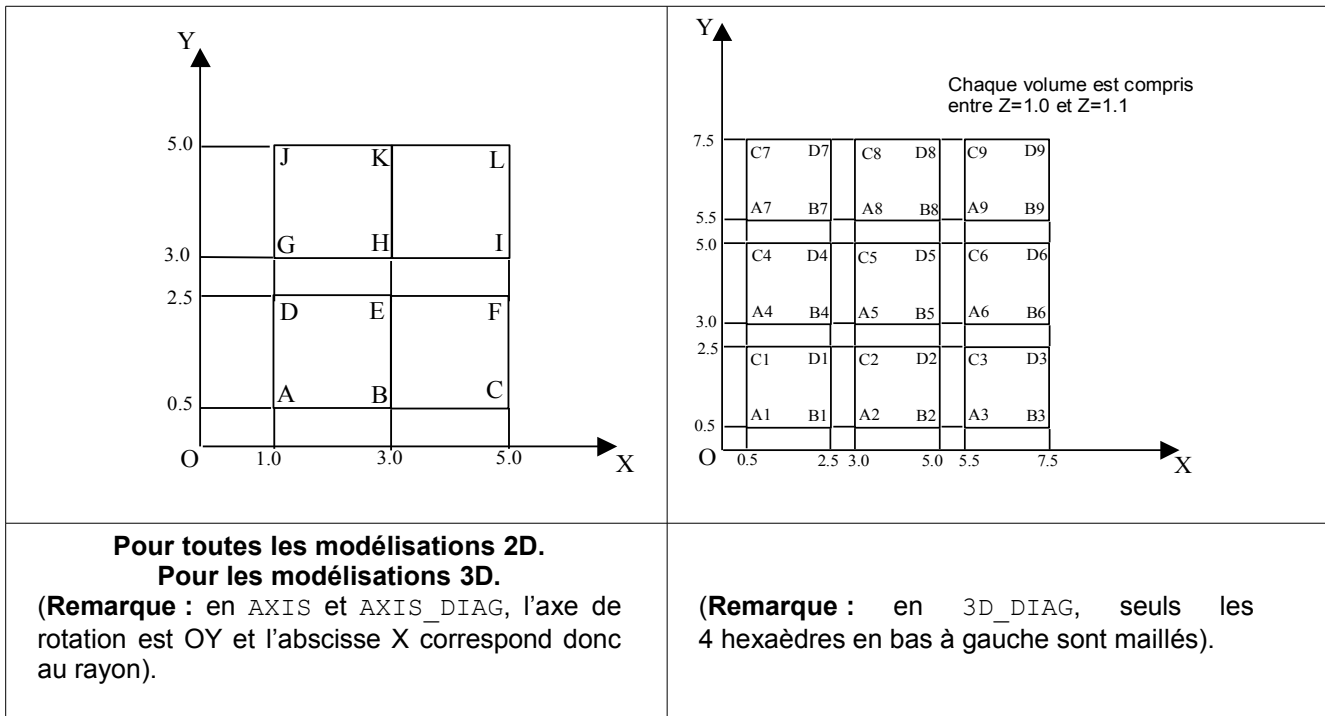 Y
5.0
J K L
G H I
3.0
2.5
D E F
A B C
0.5
O 1.0 3.0 5.0 X
Y
Chaque volume est compris
entre Z=1.0 et Z=1.1
7.5
C7 D7 C8 D8 C9 D9
A7 B7 A8 B8 A9 B9
5.5
5.0
C4 D4 C5 D5 C6 D6
A4 B4 A5 B5 A6 B6
3.0
2.5
C1 D1 C2 D2 C3 D3
A1 B1 A2 B2 A3 B3
0.5
O 0.5 2.5 3.0 5.0 5.5 7.5 X
Pour toutes les modélisations 2D.
Pour les modélisations 3D.
(Remarque : en AXIS et AXIS_DIAG, l'axe de
rotation est OY et l'abscisse X correspond donc
au rayon).
(Remarque : en 3D_DIAG, seuls les
4 hexaèdres en bas à gauche sont maillés).